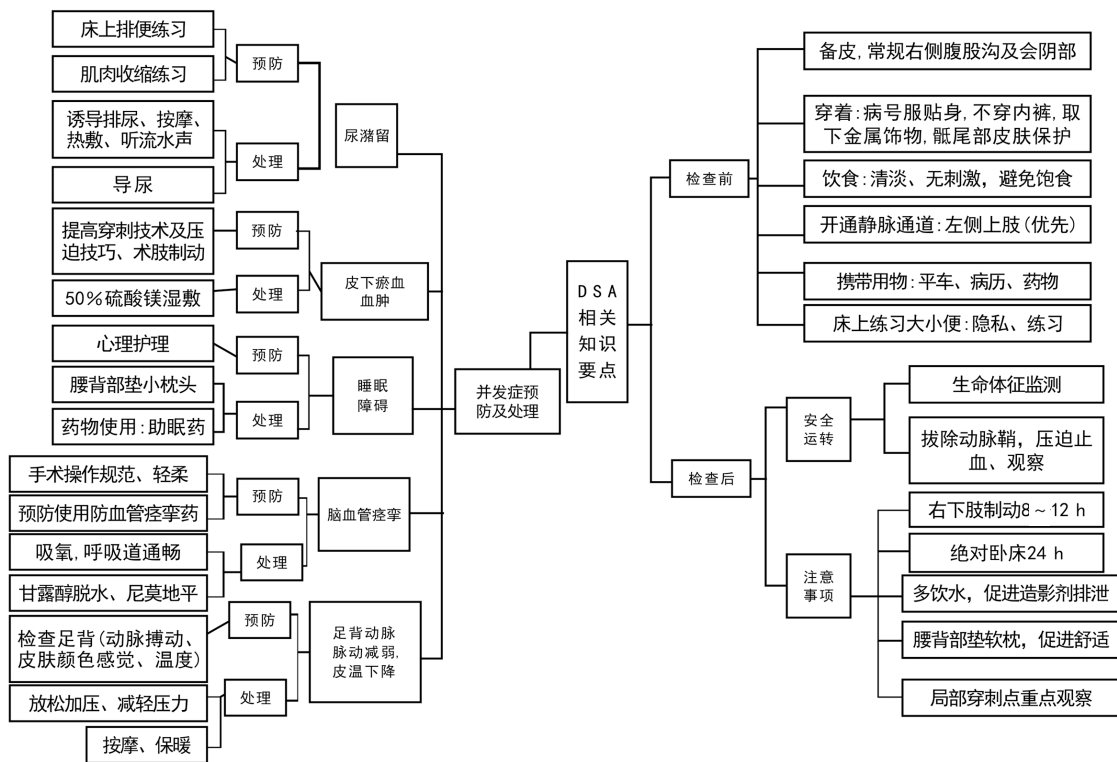 床上排便练习
肌肉收缩练习
预防
诱导排尿、按摩、
热敷、听流水声
导尿
处理
尿潴留
提高穿刺技术及压
迫技巧、术肢制动
预防
50%硫酸镁湿敷
处理
皮下瘀血
血肿
心理护理
预防
腰背部垫小枕头
药物使用:助眠药
处理
睡眠
障碍
手术操作规范、轻柔
预防使用防血管痉挛药
预防
吸氧,呼吸道通畅
甘露醇脱水、尼莫地平
处理
脑血管痉挛
检查足背(动脉搏动、
皮肤颜色感觉、温度)
预防
放松加压、减轻压力
按摩、保暖
处理
足背动脉
脉动减弱,
皮温下降
并发症预
防及处理
DSA
相关
知识
要点
检查前
备皮,常规右侧腹股沟及会阴部
穿着:病号服贴身,不穿内裤,取
下金属饰物,骶尾部皮肤保护
饮食:清淡、无刺激，避免饱食
开通静脉通道:左侧上肢(优先)
携带用物:平车、病历、药物
床上练习大小便:隐私、练习
检查后
安全
运转
生命体征监测
拔除动脉鞘，压迫止
血、观察
注意
事项
右下肢制动8～12 h
绝对卧床24 h
多饮水，促进造影剂排泄
腰背部垫软枕，促进舒适
局部穿刺点重点观察